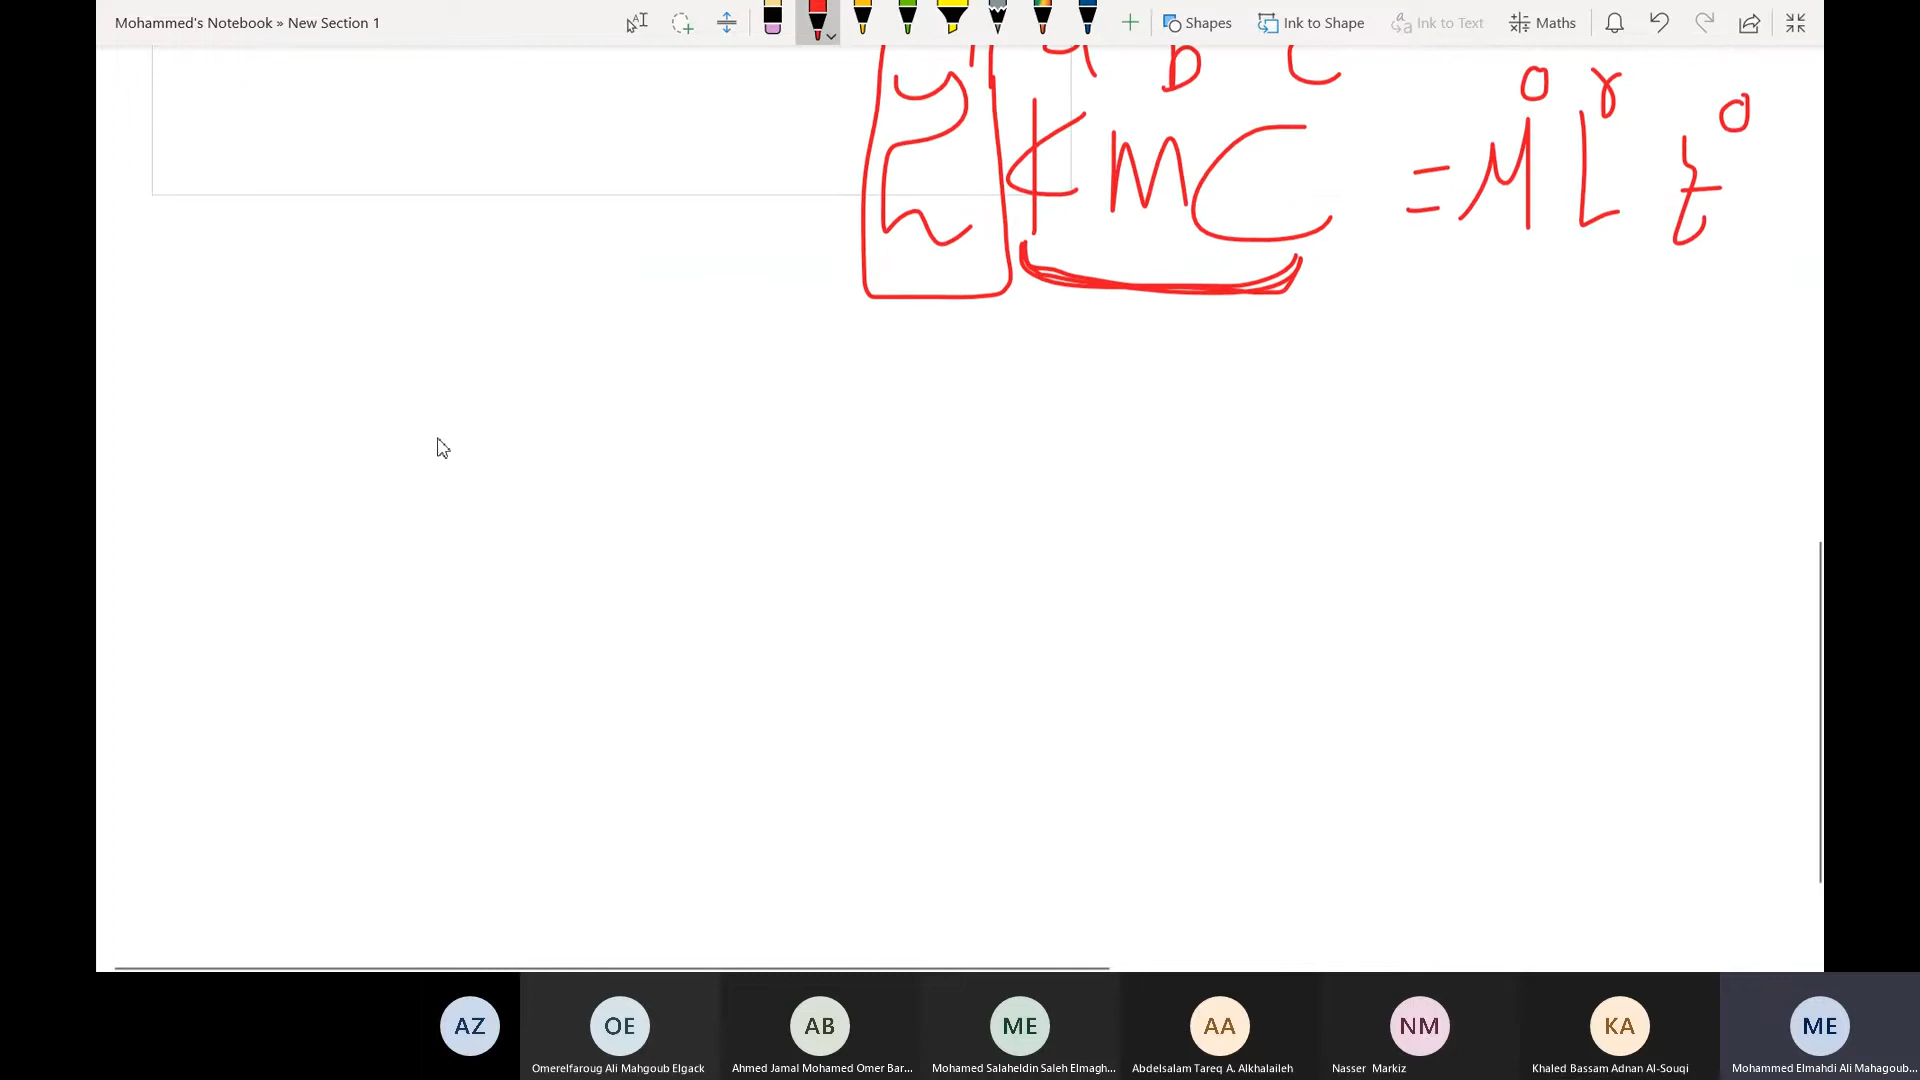 Mohammed's Notebook » New Section 1
Shapes Ink to Shape Ink to Text Maths
B C
M C = M⁰ L t⁰
AZ OE AB ME AA NM KA ME
Omerelfaroug Ali Mahgoub Elgack Ahmed Jamal Mohamed Omer Bar... Mohamed Salaheldin Saleh Elmagh... Abdelsalam Tareq A. Alkhalaileh Nasser Markiz Khaled Bassam Adnan Al-Souqi Mohammed Elmahdi Ali Mahagoub...